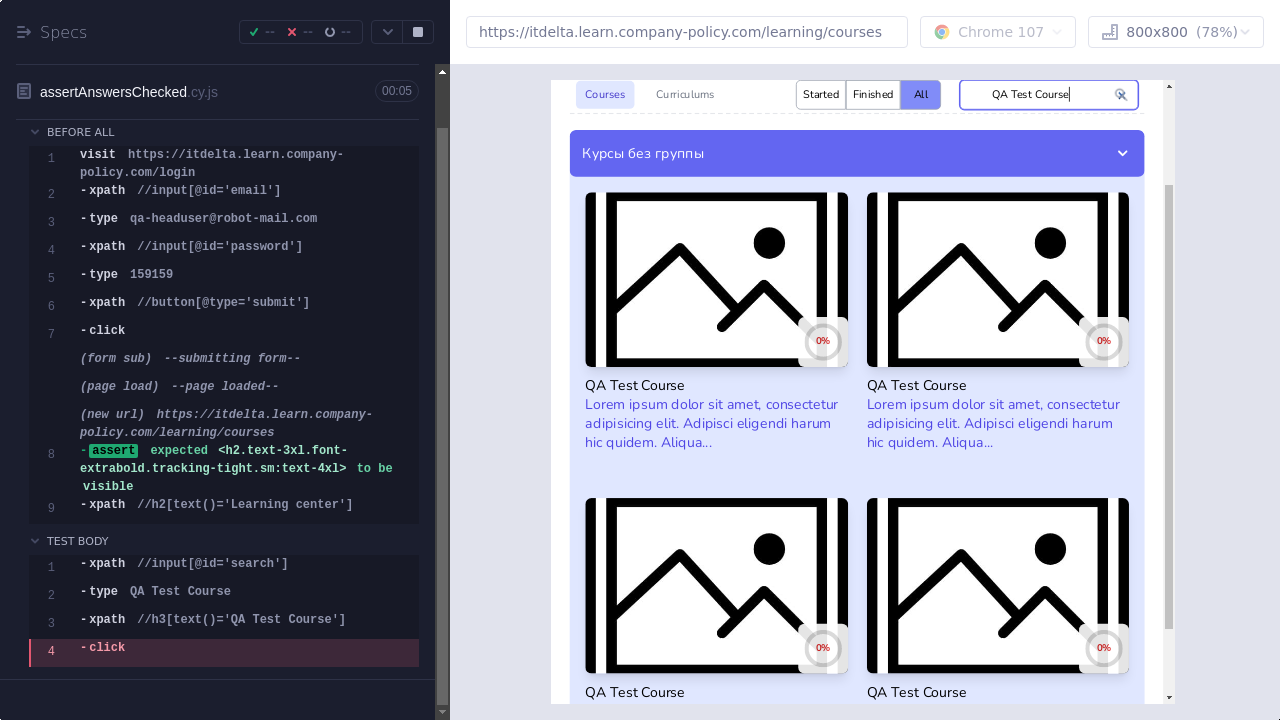 Specs
--
--
--
https://itdelta.learn.company-policy.com/learning/courses
Chrome 107
800x800 (78%)
assertAnswersChecked.cy.js
00:05
BEFORE ALL
1 visit https://itdelta.learn.company-
policy.com/login
2 -xpath //input[@id='email']
3 -type qa-headuser@robot-mail.com
4 -xpath //input[@id='password']
5 -type 159159
6 -xpath //button[@type='submit']
7 -click
(form sub) --submitting form--
(page load) --page loaded--
(new url) https://itdelta.learn.company-
policy.com/learning/courses
8 -assert expected <h2.text-3xl.font-
extrabold.tracking-tight.sm:text-4xl> to be
visible
9 -xpath //h2[text()='Learning center']
TEST BODY
1 -xpath //input[@id='search']
2 -type QA Test Course
3 -xpath //h3[text()='QA Test Course']
4 -click
Courses
Curriculums
Started
Finished
All
QA Test Course
Курсы без группы
0%
0%
QA Test Course
Lorem ipsum dolor sit amet, consectetur
adipisicing elit. Adipisci eligendi harum
hic quidem. Aliqua...
QA Test Course
Lorem ipsum dolor sit amet, consectetur
adipisicing elit. Adipisci eligendi harum
hic quidem. Aliqua...
0%
0%
QA Test Course
QA Test Course